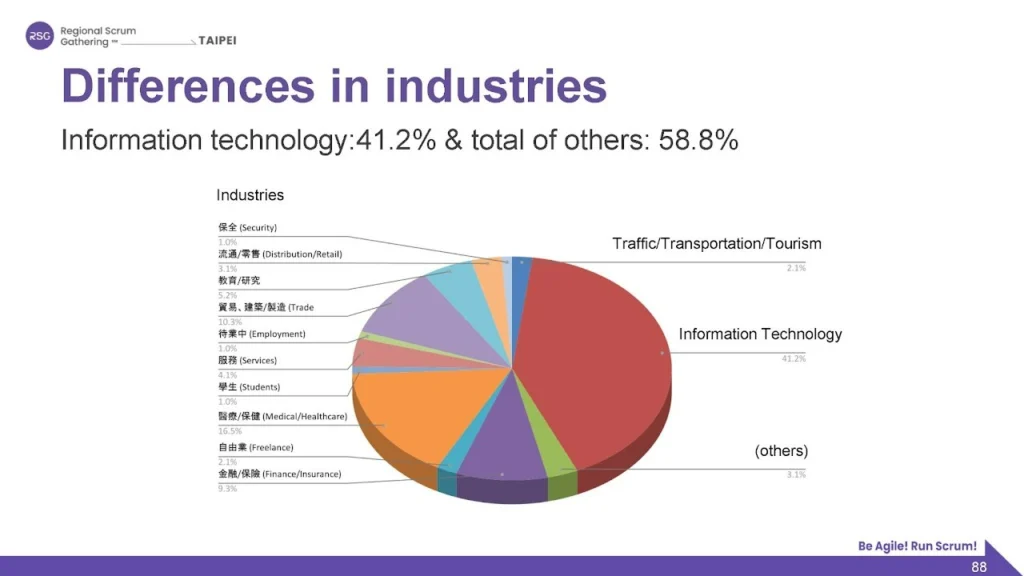 RSG Regional Scrum
Gathering ™ TAIPEI
Differences in industries
Information technology:41.2% & total of others: 58.8%
Industries
保全 (Security)
1.0%
流通/零售 (Distribution/Retail)
3.1%
教育/研究
5.2%
貿易、建築/製造 (Trade
10.3%
待業中 (Employment)
1.0%
服務 (Services)
4.1%
學生 (Students)
1.0%
醫療/保健 (Medical/Healthcare)
16.5%
自由業 (Freelance)
2.1%
金融/保險 (Finance/Insurance)
9.3%
Traffic/Transportation/Tourism
2.1%
Information Technology
41.2%
(others)
3.1%
Be Agile! Run Scrum!
88